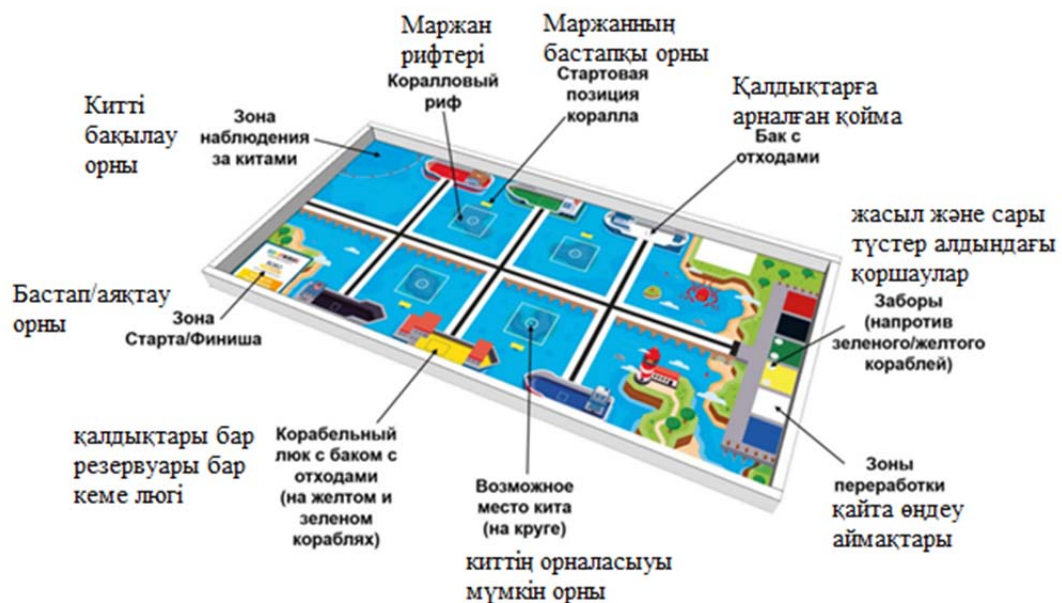 Маржан
рифтері
Коралловый
риф
Маржанның
бастапқы орны
Стартовая
позиция
коралла
Қалдықтарға
арналған қойма
Бак с
отходами
Китті
бақылау
орны
Зона
наблюдения
за китами
жасыл және сары
түстер алдындағы
қоршаулар
Заборы
(напротив
зеленого/желтого
кораблей)
Бастап/аяқтау
орны
Зона
Старта/Финиша
қалдықтары бар
резервуары бар
кеме люгі
Корабельный
люк с баком с
отходами
(на желтом и
зеленом
кораблях)
Возможное
место кита
(на круге)
киттің орналасыуы
мүмкін орны
Зоны
переработки
қайта өңдеу
аймақтары